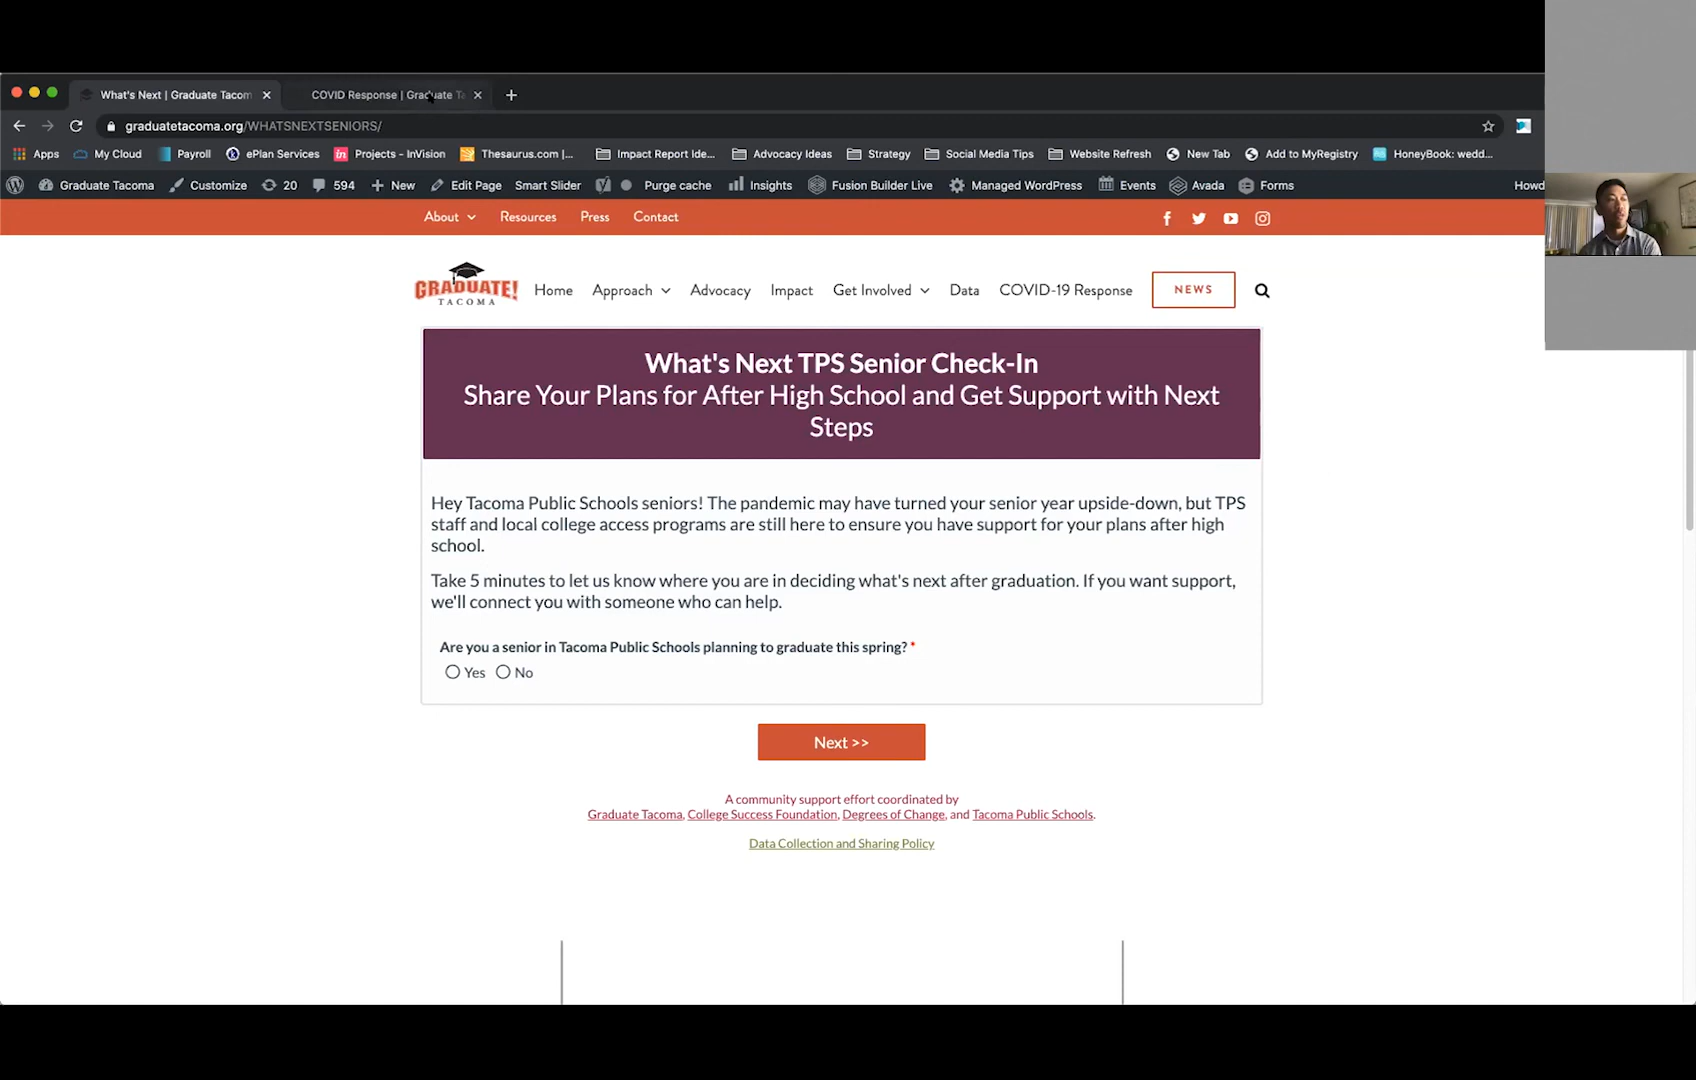 What's Next | Graduate Tacom
COVID Response | Graduate Ta
graduatetacoma.org/WHATSNEXTSENIORS/
Apps My Cloud Payroll ePlan Services Projects - InVision Thesaurus.com |... Impact Report Ide... Advocacy Ideas Strategy Social Media Tips Website Refresh New Tab Add to MyRegistry HoneyBook: wedd...
Graduate Tacoma Customize 20 594 New Edit Page Smart Slider Purge cache Insights Fusion Builder Live Managed WordPress Events Avada Forms Howd
About Resources Press Contact
GRADUATE!
TACOMA
Home Approach Advocacy Impact Get Involved Data COVID-19 Response NEWS
What's Next TPS Senior Check-In
Share Your Plans for After High School and Get Support with Next
Steps
Hey Tacoma Public Schools seniors! The pandemic may have turned your senior year upside-down, but TPS
staff and local college access programs are still here to ensure you have support for your plans after high
school.
Take 5 minutes to let us know where you are in deciding what's next after graduation. If you want support,
we'll connect you with someone who can help.
Are you a senior in Tacoma Public Schools planning to graduate this spring? *
Yes No
Next >>
A community support effort coordinated by
Graduate Tacoma, College Success Foundation, Degrees of Change, and Tacoma Public Schools.
Data Collection and Sharing Policy